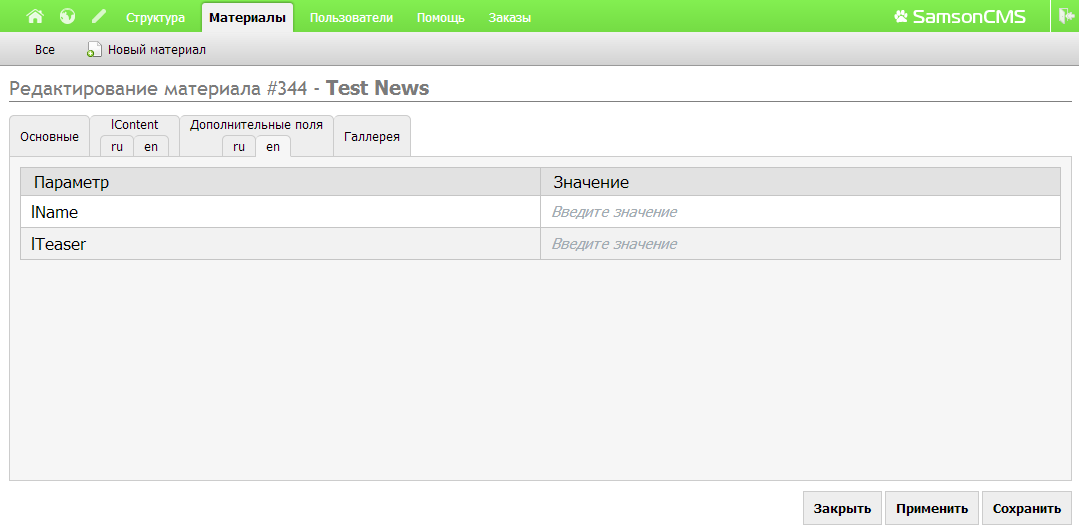 Структура Материалы Пользователи Помощь Заказы SamsonCMS
Все Новый материал
Редактирование материала #344 - Test News
Основные lContent Дополнительные поля Галлерея
ru en ru en
Параметр Значение
lName Введите значение
lTeaser Введите значение
Закрыть Применить Сохранить